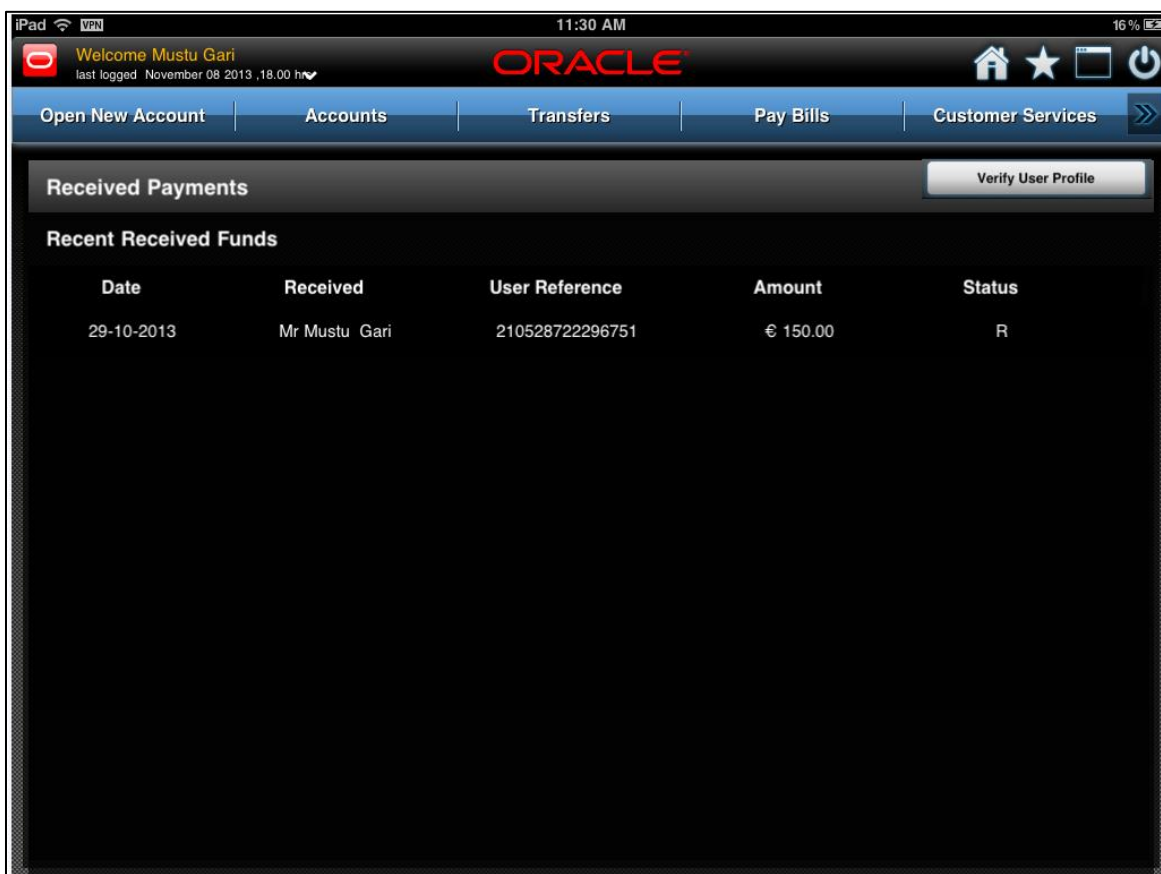 iPad VPN 11:30 AM 16%
Welcome Mustu Gari
last logged November 08 2013 ,18.00 hr
ORACLE
Open New Account Accounts Transfers Pay Bills Customer Services
Received Payments Verify User Profile
Recent Received Funds
Date Received User Reference Amount Status
29-10-2013 Mr Mustu Gari 210528722296751 € 150.00 R